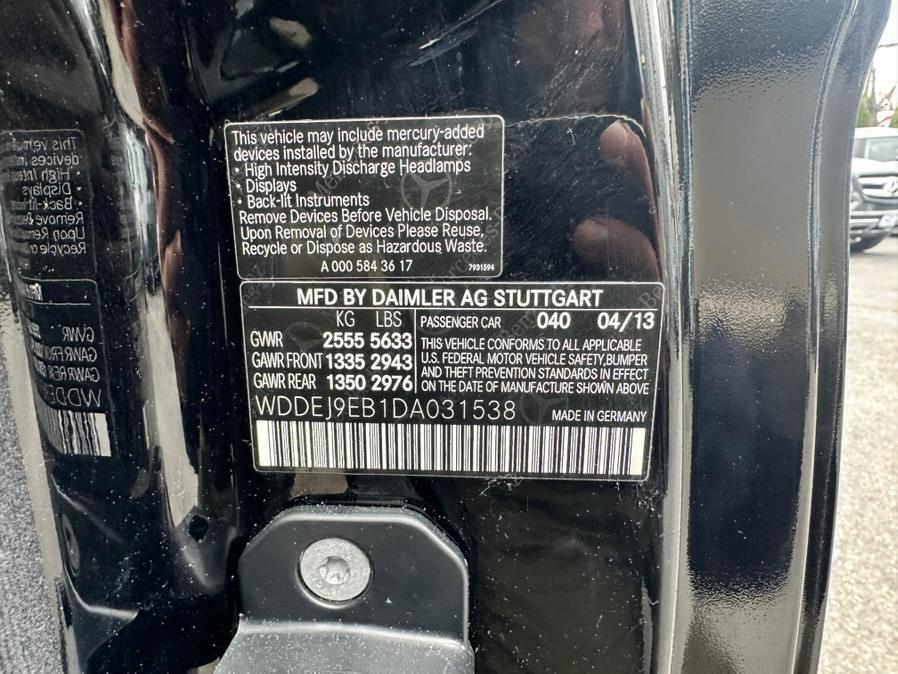 This vehicle may include mercury-added
devices installed by the manufacturer:
• High Intensity Discharge Headlamps
• Displays
• Back-lit Instruments
Remove Devices Before Vehicle Disposal.
Upon Removal of Devices Please Reuse,
Recycle or Dispose as Hazardous Waste.
A 000 584 36 17 7931594
MFD BY DAIMLER AG STUTTGART
KG LBS
GVWR 2555 5633
GAWR FRONT 1335 2943
GAWR REAR 1350 2976
PASSENGER CAR 040 04/13
THIS VEHICLE CONFORMS TO ALL APPLICABLE
U.S. FEDERAL MOTOR VEHICLE SAFETY,BUMPER
AND THEFT PREVENTION STANDARDS IN EFFECT
ON THE DATE OF MANUFACTURE SHOWN ABOVE
WDDEJ9EB1DA031538 MADE IN GERMANY